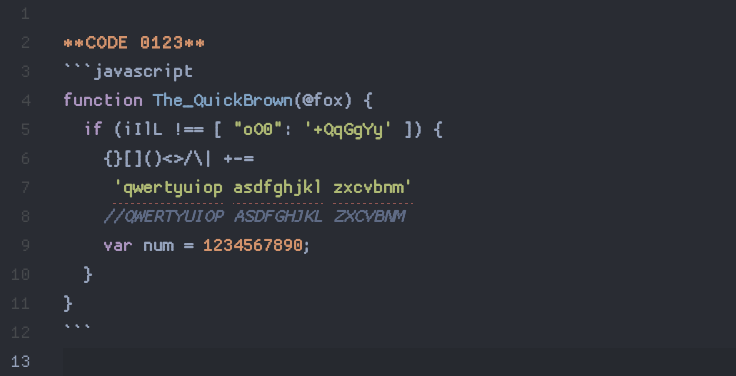 1
2 **CODE 0123**
3 ```javascript
4 function The_QuickBrown(@fox) {
5   if (iIlL !== [ "oO0": '+QqGgYy' ]) {
6     {}[]()<>/\| +-=
7      'qwertyuiop asdfghjkl zxcvbnm'
8     //QWERTYUIOP ASDFGHJKL ZXCVBNM
9     var num = 1234567890;
10   }
11 }
12 ```
13